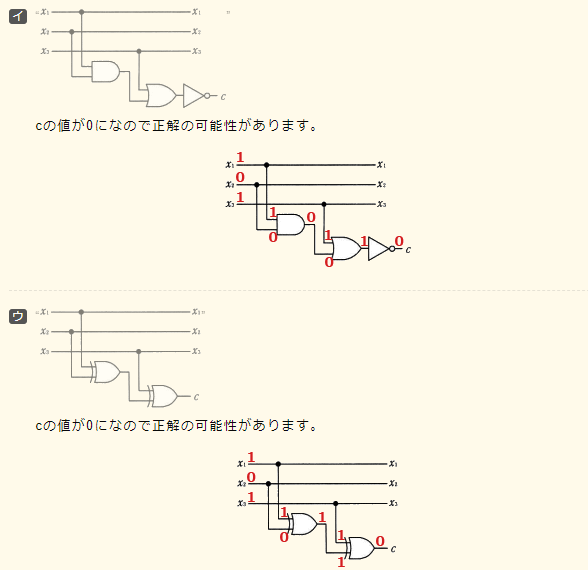 イ
"X₁ X₁ "
X₂ X₂
X₃ X₃
C
cの値が0になので正解の可能性があります。
X₁ 1 X₁
X₂ 0 X₂
X₃ 1 X₃
1 0 1 1 0 C
0 0
ウ
"X₁ X₁"
X₂ X₂
X₃ X₃
C
cの値が0になので正解の可能性があります。
X₁ 1 X₁
X₂ 0 X₂
X₃ 1 X₃
1 1 1 0 C
0 1